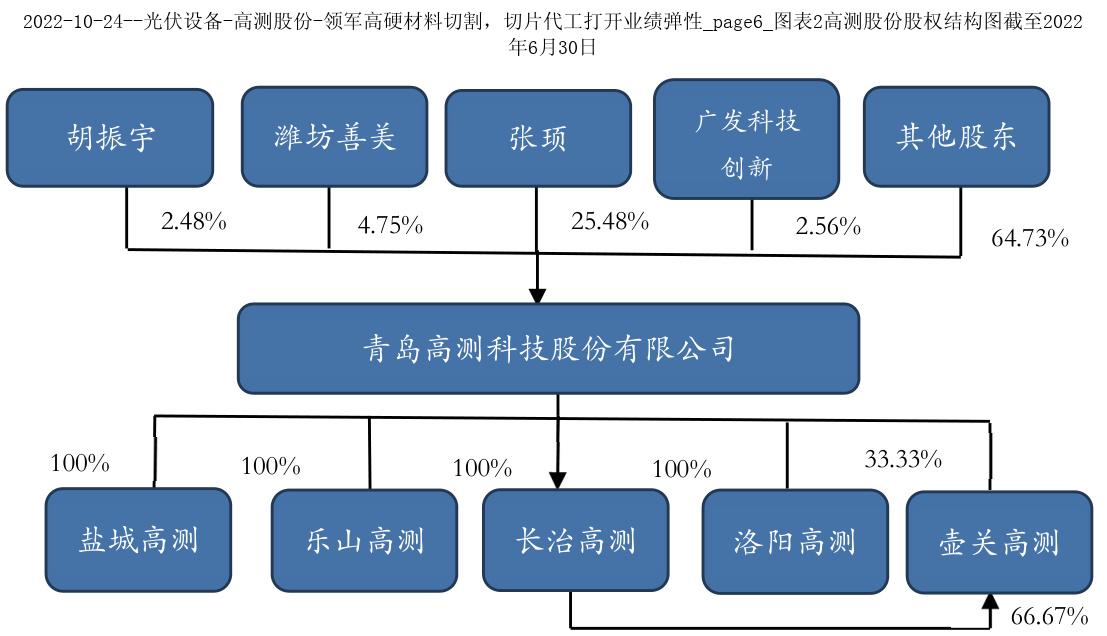 2022-10-24--光伏设备-高测股份-领军高硬材料切割，切片代工打开业绩弹性_page6_图表2高测股份股权结构图截至2022
年6月30日
胡振宇
潍坊善美
张顼
广发科技
创新
其他股东
2.48%
4.75%
25.48%
2.56%
64.73%
青岛高测科技股份有限公司
100%
100%
100%
100%
33.33%
盐城高测
乐山高测
长治高测
洛阳高测
壶关高测
66.67%